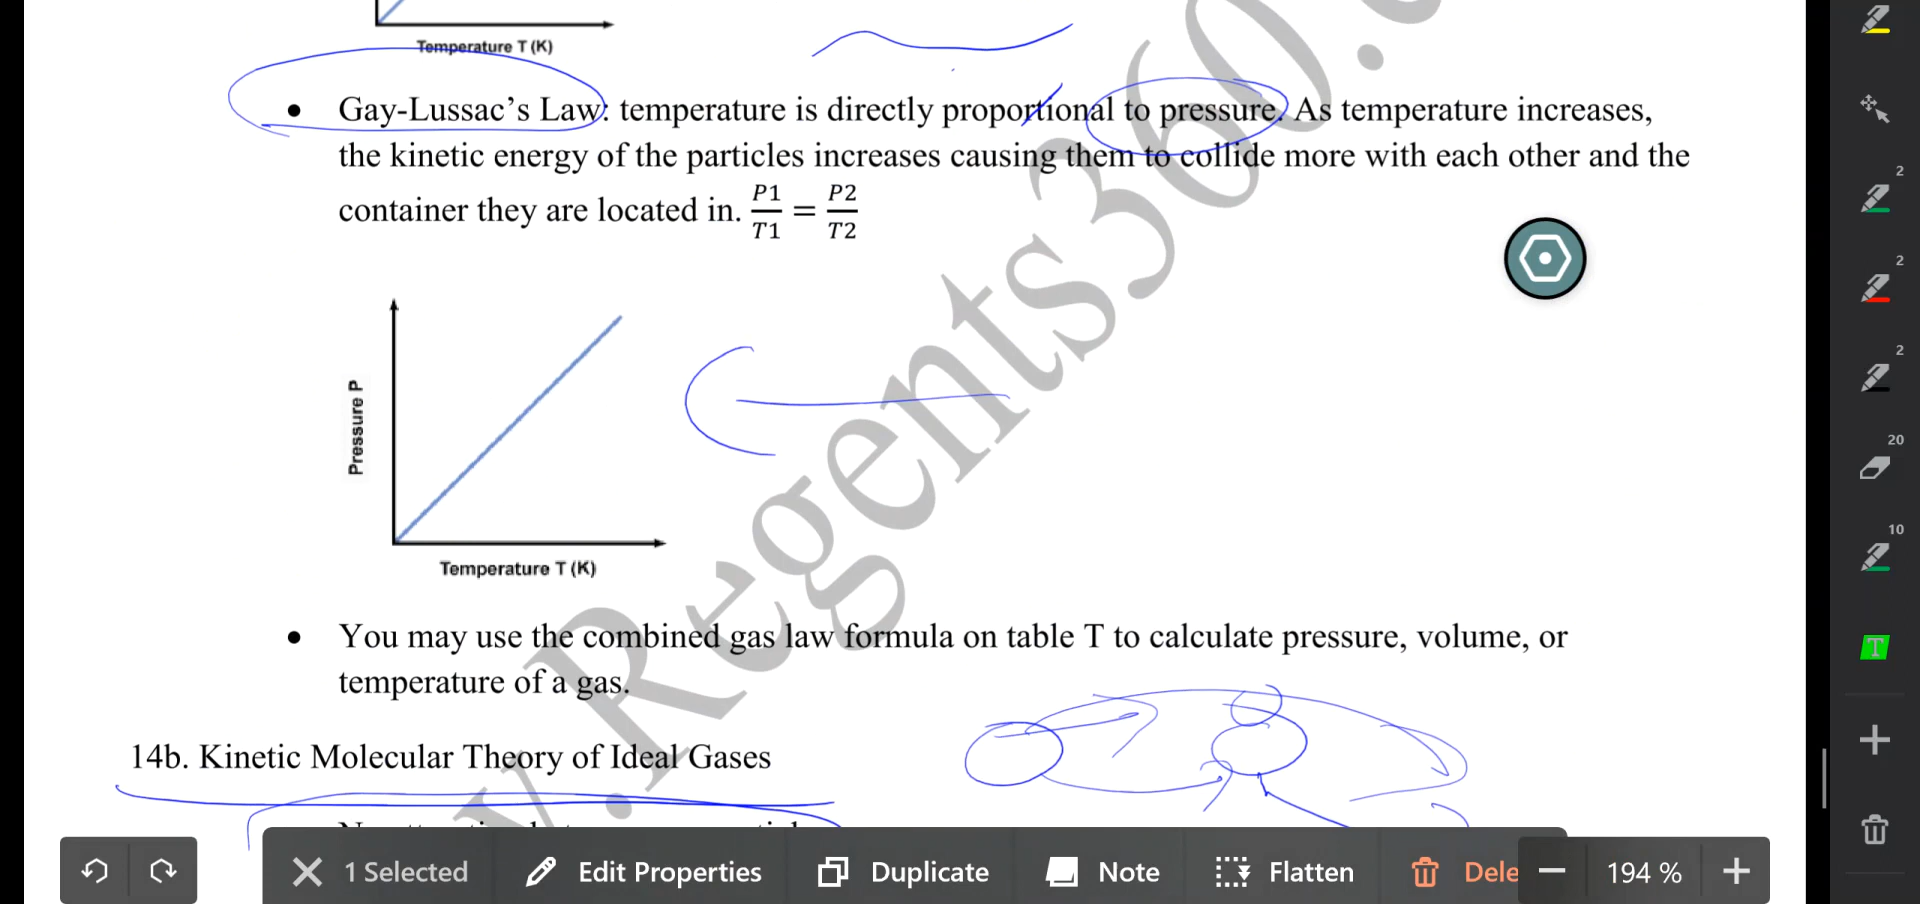 Temperature T (K)
• Gay-Lussac's Law: temperature is directly proportional to pressure. As temperature increases,
the kinetic energy of the particles increases causing them to collide more with each other and the
container they are located in. P1/T1 = P2/T2
Pressure P
Temperature T (K)
• You may use the combined gas law formula on table T to calculate pressure, volume, or
temperature of a gas.
14b. Kinetic Molecular Theory of Ideal Gases
1 Selected
Edit Properties
Duplicate
Note
Flatten
Dele
194 %
2
2
2
20
10
T
.Regents360.